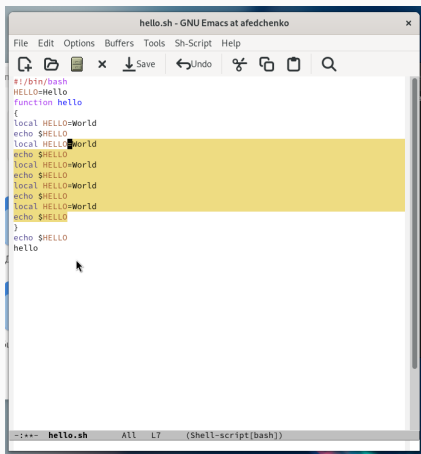 hello.sh - GNU Emacs at afedchenko ×
File Edit Options Buffers Tools Sh-Script Help
Save Undo
#!/bin/bash
HELLO=Hello
function hello
{
local HELLO=World
echo $HELLO
local HELLO=World
echo $HELLO
local HELLO=World
echo $HELLO
local HELLO=World
echo $HELLO
local HELLO=World
echo $HELLO
}
echo $HELLO
hello
-:**- hello.sh All L7 (Shell-script[bash])